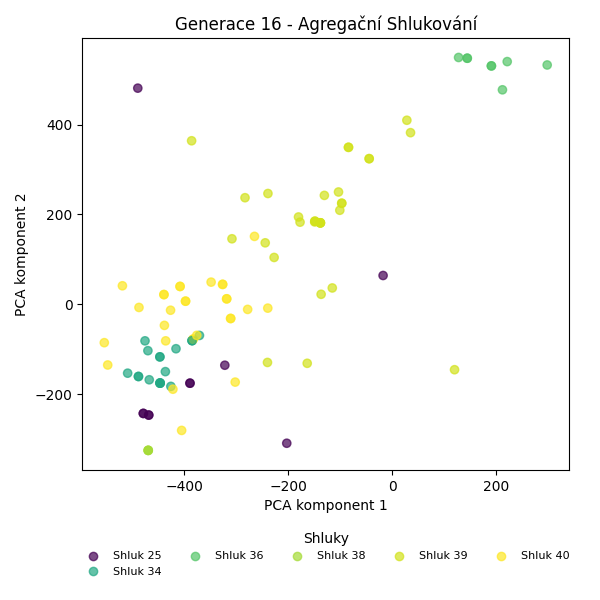 Generace 16 - Agregační Shlukování
400
200
0
−200
PCA komponent 2
−400
−200
0
200
PCA komponent 1
Shluky
Shluk 25
Shluk 36
Shluk 38
Shluk 39
Shluk 40
Shluk 34